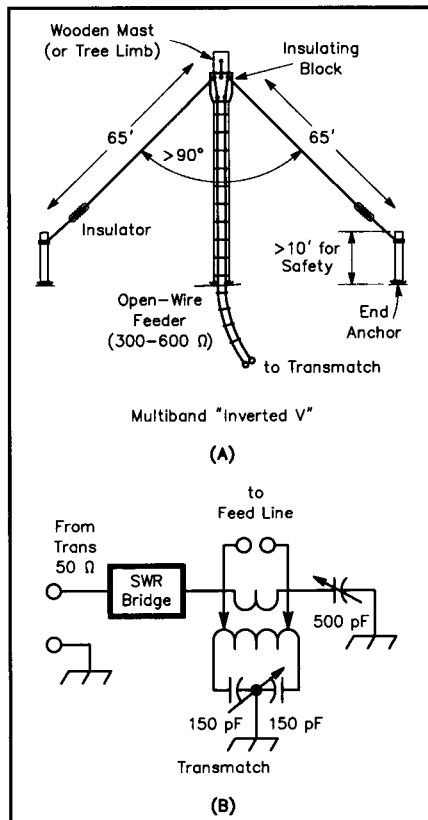 Wooden Mast
(or Tree Limb)
Insulating
Block
65'
65'
>90°
Insulator
>10' for
Safety
Open-Wire
Feeder
(300-600 Ω)
End
Anchor
to Transmatch
Multiband "Inverted V"
(A)
to
Feed Line
From
Trans
50 Ω
SWR
Bridge
500 pF
150 pF
150 pF
Transmatch
(B)